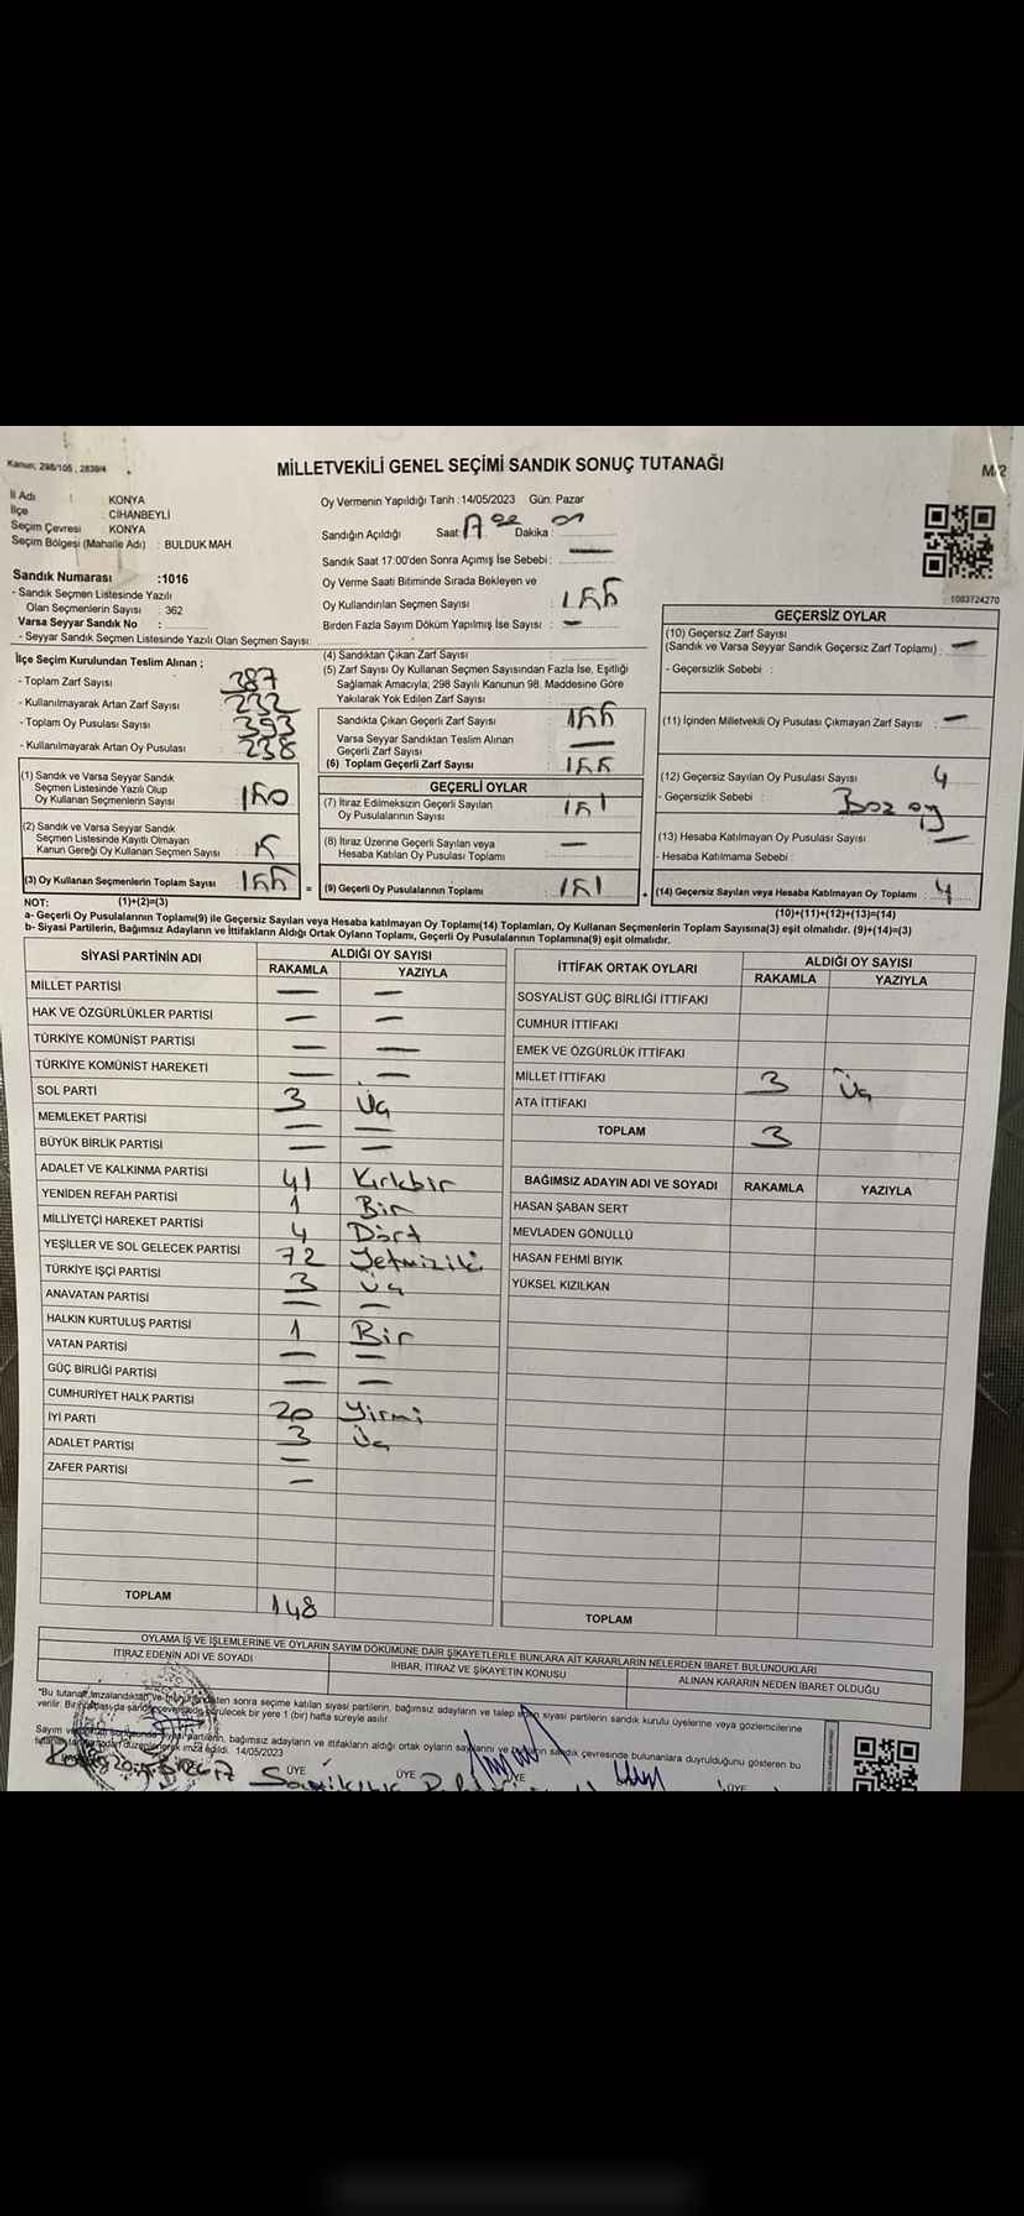 Kanun; 298/105 , 2839/4
MİLLETVEKİLİ GENEL SEÇİMİ SANDIK SONUÇ TUTANAĞI
M/2
İl Adı : KONYA
İlçe : CİHANBEYLİ
Seçim Çevresi : KONYA
Seçim Bölgesi (Mahalle Adı) : BULDUK MAH.
Sandık Numarası :1016
- Sandık Seçmen Listesinde Yazılı
Olan Seçmenlerin Sayısı : 362
Varsa Seyyar Sandık No :
- Seyyar Sandık Seçmen Listesinde Yazılı Olan Seçmen Sayısı:
Oy Vermenin Yapıldığı Tarih :14/05/2023 Gün: Pazar
Sandığın Açıldığı Saat: Dakika :
Sandık Saat 17:00'den Sonra Açımış İse Sebebi : —
Oy Verme Saati Bitiminde Sırada Bekleyen ve
Oy Kullandırılan Seçmen Sayısı : 155
Birden Fazla Sayım Döküm Yapılmış İse Sayısı : —
1083724270
İlçe Seçim Kurulundan Teslim Alınan ;
- Toplam Zarf Sayısı 387
- Kullanılmayarak Artan Zarf Sayısı 232
- Toplam Oy Pusulası Sayısı 393
- Kullanılmayarak Artan Oy Pusulası 238
(1) Sandık ve Varsa Seyyar Sandık
Seçmen Listesinde Yazılı Olup
Oy Kullanan Seçmenlerin Sayısı 150
(2) Sandık ve Varsa Seyyar Sandık
Seçmen Listesinde Kayıtlı Olmayan
Kanun Gereği Oy Kullanan Seçmen Sayısı 5
(3) Oy Kullanan Seçmenlerin Toplam Sayısı 155 =
(4) Sandıktan Çıkan Zarf Sayısı :
(5) Zarf Sayısı Oy Kullanan Seçmen Sayısından Fazla İse, Eşitliği
Sağlamak Amacıyla; 298 Sayılı Kanunun 98. Maddesine Göre
Yakılarak Yok Edilen Zarf Sayısı :
Sandıkta Çıkan Geçerli Zarf Sayısı : 155
Varsa Seyyar Sandıktan Teslim Alınan
Geçerli Zarf Sayısı : —
(6) Toplam Geçerli Zarf Sayısı : 155
GEÇERLİ OYLAR
(7) İtiraz Edilmeksizin Geçerli Sayılan
Oy Pusulalarının Sayısı : 151
(8) İtiraz Üzerine Geçerli Sayılan veya
Hesaba Katılan Oy Pusulası Toplamı : —
(9) Geçerli Oy Pusulalarının Toplamı : 151 +
GEÇERSİZ OYLAR
(10) Geçersiz Zarf Sayısı
(Sandık ve Varsa Seyyar Sandık Geçersiz Zarf Toplamı) : —
- Geçersizlik Sebebi :
(11) İçinden Milletvekili Oy Pusulası Çıkmayan Zarf Sayısı : —
(12) Geçersiz Sayılan Oy Pusulası Sayısı : 4
- Geçersizlik Sebebi : Boz oy
(13) Hesaba Katılmayan Oy Pusulası Sayısı : —
- Hesaba Katılmama Sebebi :
(14) Geçersiz Sayılan veya Hesaba Katılmayan Oy Toplamı : 4
NOT: (1)+(2)=(3)
(10)+(11)+(12)+(13)=(14)
a- Geçerli Oy Pusulalarının Toplamı(9) ile Geçersiz Sayılan veya Hesaba katılmayan Oy Toplamı(14) Toplamları, Oy Kullanan Seçmenlerin Toplam Sayısına(3) eşit olmalıdır. (9)+(14)=(3)
b- Siyasi Partilerin, Bağımsız Adayların ve İttifakların Aldığı Ortak Oyların Toplamı, Geçerli Oy Pusulalarının Toplamına(9) eşit olmalıdır.
SİYASİ PARTİNİN ADI ALDIĞI OY SAYISI
RAKAMLA YAZIYLA
MİLLET PARTİSİ — —
HAK VE ÖZGÜRLÜKLER PARTİSİ — —
TÜRKİYE KOMÜNİST PARTİSİ — —
TÜRKİYE KOMÜNİST HAREKETİ — —
SOL PARTİ 3 Üç
MEMLEKET PARTİSİ — —
BÜYÜK BİRLİK PARTİSİ — —
ADALET VE KALKINMA PARTİSİ 41 Kırkbir
YENİDEN REFAH PARTİSİ 1 Bir
MİLLİYETÇİ HAREKET PARTİSİ 4 Dört
YEŞİLLER VE SOL GELECEK PARTİSİ 72 Yetmiziki
TÜRKİYE İŞÇİ PARTİSİ 3 Üç
ANAVATAN PARTİSİ — —
HALKIN KURTULUŞ PARTİSİ 1 Bir
VATAN PARTİSİ — —
GÜÇ BİRLİĞİ PARTİSİ — —
CUMHURİYET HALK PARTİSİ 20 Yirmi
İYİ PARTİ 3 Üç
ADALET PARTİSİ —
ZAFER PARTİSİ —
TOPLAM 148
İTTİFAK ORTAK OYLARI ALDIĞI OY SAYISI
RAKAMLA YAZIYLA
SOSYALİST GÜÇ BİRLİĞİ İTTİFAKI
CUMHUR İTTİFAKI
EMEK VE ÖZGÜRLÜK İTTİFAKI
MİLLET İTTİFAKI 3 Üç
ATA İTTİFAKI
TOPLAM 3
BAĞIMSIZ ADAYIN ADI VE SOYADI RAKAMLA YAZIYLA
HASAN ŞABAN SERT
MEVLADEN GÖNÜLLÜ
HASAN FEHMİ BIYIK
YÜKSEL KIZILKAN
TOPLAM
OYLAMA İŞ VE İŞLEMLERİNE VE OYLARIN SAYIM DÖKÜMÜNE DAİR ŞİKAYETLERLE BUNLARA AİT KARARLARIN NELERDEN İBARET BULUNDUKLARI
İTİRAZ EDENİN ADI VE SOYADI İHBAR, İTİRAZ VE ŞİKAYETİN KONUSU ALINAN KARARIN NEDEN İBARET OLDUĞU
"Bu tutanak imzalandıktan ve sonra seçime katılan siyasi partilerin, bağımsız adayların ve talep eden siyasi partilerin sandık kurulu üyelerine veya gözlemcilerine
verilir. Bir bir yere 1 (bir) hafta süreyle asılır.
Sayım partilerin, bağımsız adayların ve ittifakların aldığı ortak oyların sayılarını ve sandık çevresinde bulunanlara duyrulduğunu gösteren bu
düzenlenerek imza edildi. 14/05/2023
ÜYE ÜYE ÜYE ÜYE